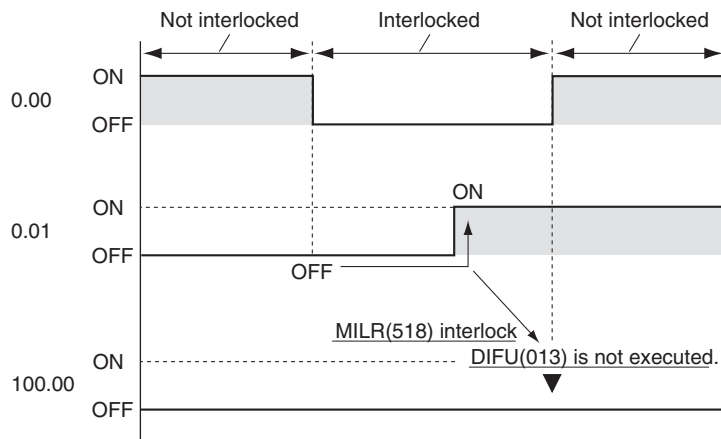 Not interlocked Interlocked Not interlocked
ON
0.00
OFF
ON
ON
0.01
OFF
OFF
MILR(518) interlock
DIFU(013) is not executed.
ON
100.00
OFF